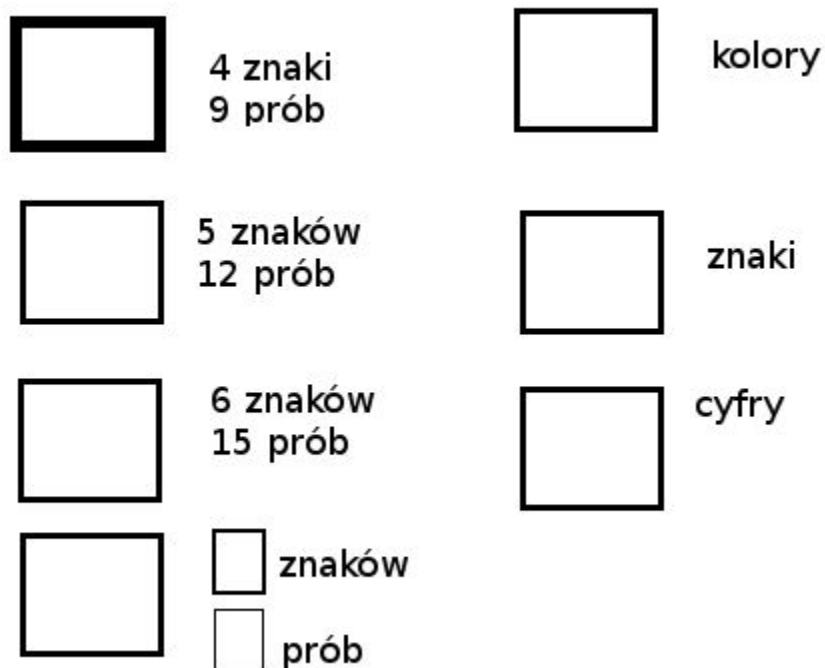 4 znaki
9 prób
5 znaków
12 prób
6 znaków
15 prób
znaków
prób
kolory
znaki
cyfry